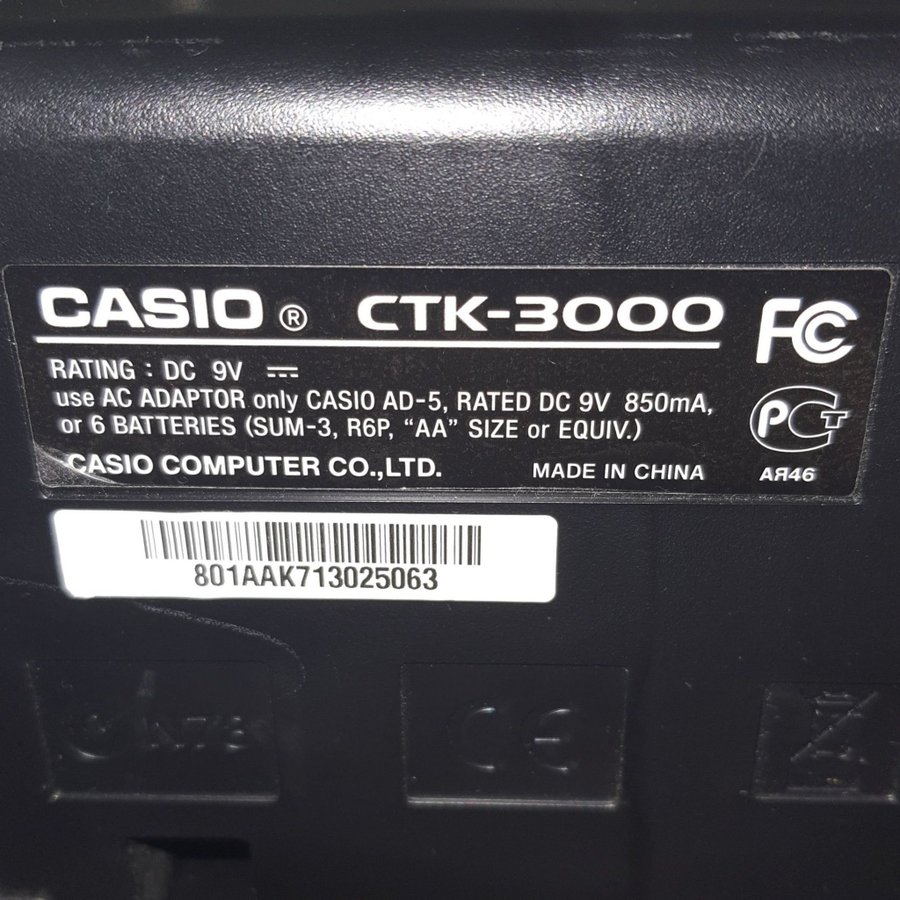 CASIO ® CTK-3000
FC
RATING : DC 9V ⎓
use AC ADAPTOR only CASIO AD-5, RATED DC 9V 850mA,
or 6 BATTERIES (SUM-3, R6P, “AA” SIZE or EQUIV.)
PCT
CASIO COMPUTER CO.,LTD.
MADE IN CHINA
АЯ46
801AAK713025063
CE